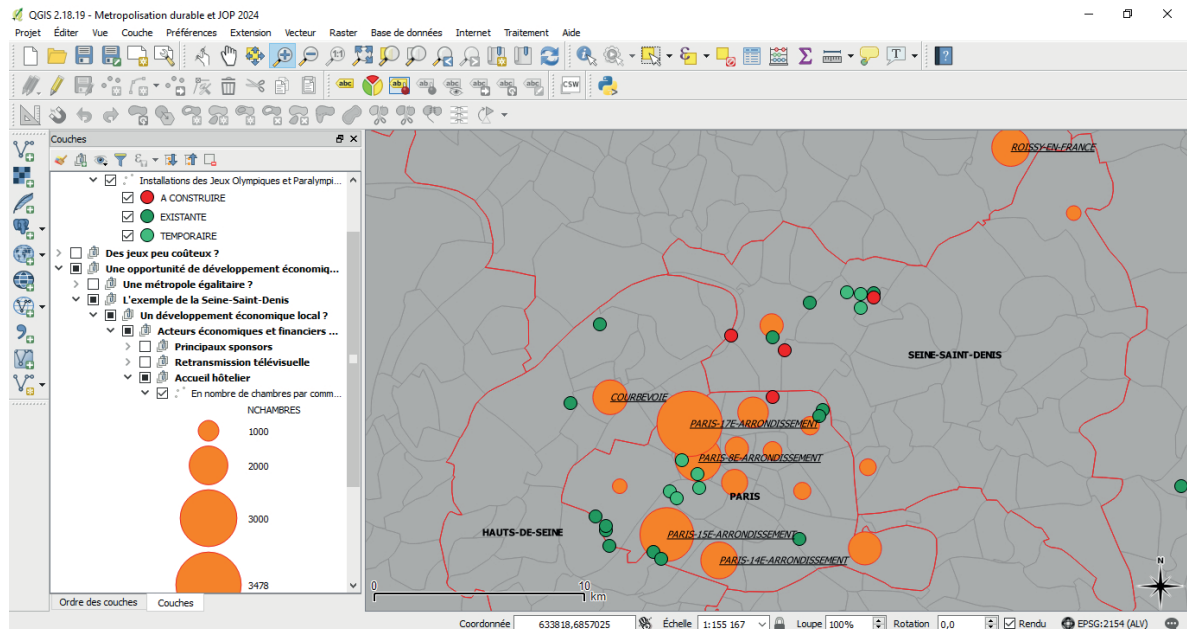 QGIS 2.18.19 - Metropolisation durable et JOP 2024
Projet Éditer Vue Couche Préférences Extension Vecteur Raster Base de données Internet Traitement Aide
abc
CSW
Couches
Installations des Jeux Olympiques et Paralympi...
A CONSTRUIRE
EXISTANTE
TEMPORAIRE
Des jeux peu coûteux ?
Une opportunité de développement économiq...
Une métropole égalitaire ?
L'exemple de la Seine-Saint-Denis
Un développement économique local ?
Acteurs économiques et financiers ...
Principaux sponsors
Retransmission télévisuelle
Accueil hôtelier
En nombre de chambres par comm...
NCHAMBRES
1000
2000
3000
3478
Ordre des couches Couches
ROISSY-EN-FRANCE
SEINE-SAINT-DENIS
COURBEVOIE
PARIS-17E-ARRONDISSEMENT
PARIS-8E-ARRONDISSEMENT
PARIS
HAUTS-DE-SEINE
PARIS-15E-ARRONDISSEMENT
PARIS-14E-ARRONDISSEMENT
N
0 10
km
Coordonnée 633818,6857025 Échelle 1:155 167 Loupe 100% Rotation 0,0 Rendu EPSG:2154 (ALV)